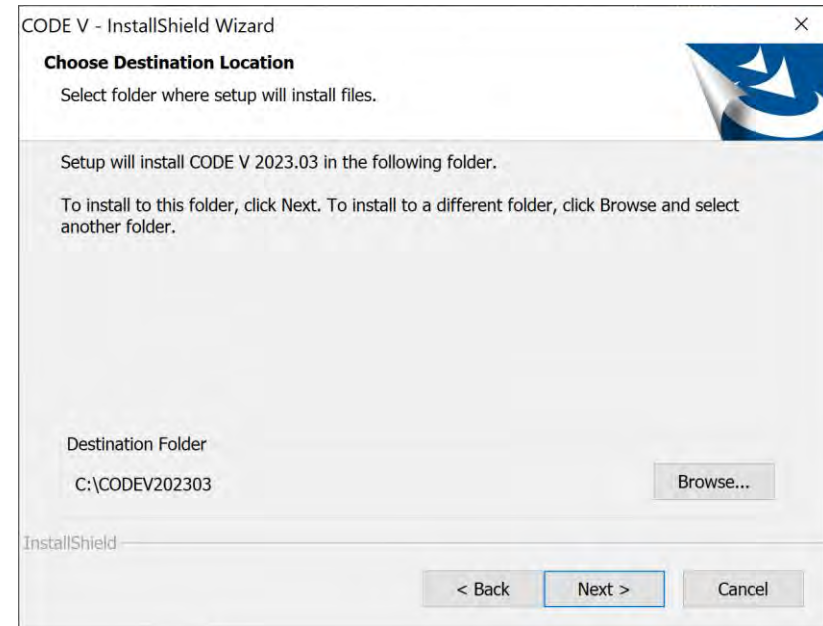 CODE V - InstallShield Wizard
Choose Destination Location
Select folder where setup will install files.
Setup will install CODE V 2023.03 in the following folder.
To install to this folder, click Next. To install to a different folder, click Browse and select
another folder.
Destination Folder
C:\CODEV202303
Browse...
InstallShield
< Back
Next >
Cancel